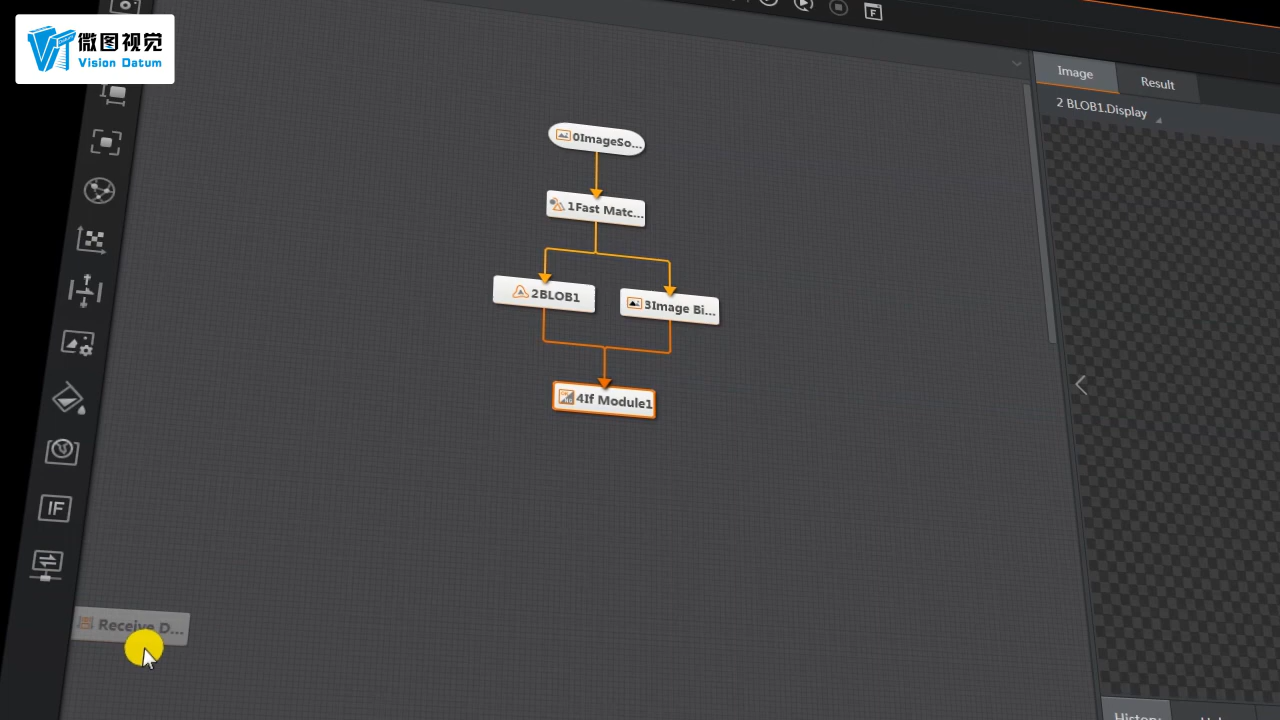 微图视觉
Vision Datum
F
Image
Result
2 BLOB1.Display
0ImageSo...
1Fast Matc...
2BLOB1
3Image Bi...
4If Module1
IF
Receive D...
History